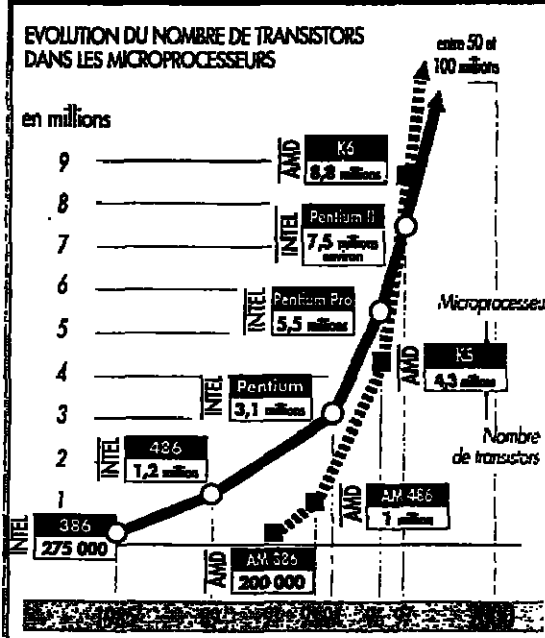 EVOLUTION DU NOMBRE DE TRANSISTORS
DANS LES MICROPROCESSEURS
entre 50 et
100 millions
en millions
9
8
7
6
5
4
3
2
1
AMD
K6
8,8 millions
INTEL
Pentium II
7,5 millions
environ
INTEL
Pentium Pro
5,5 millions
Microprocesseu
AMD
K5
4,3 millions
Nombre
de transistors
INTEL
Pentium
3,1 millions
INTEL
486
1,2 million
AMD
AM 486
1 million
INTEL
386
275 000
AMD
AM 386
200 000